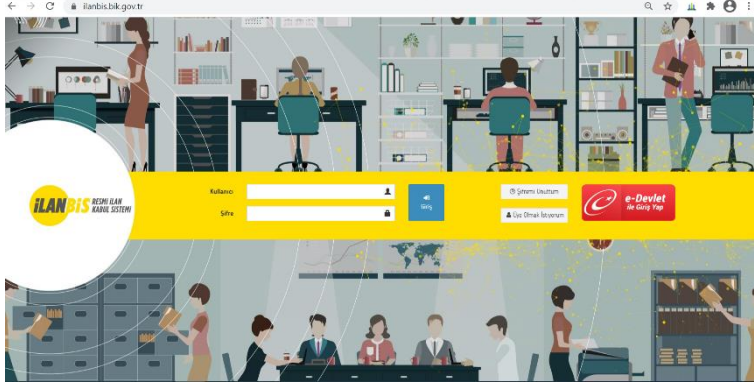 ilanbis.bik.gov.tr
Kullanıcı
Şifre
Giriş
Şifremi Unuttum
Üye Olmak İstiyorum
e-Devlet
ile Giriş Yap
iLANBiS RESMİ İLAN
KABUL SİSTEMİ